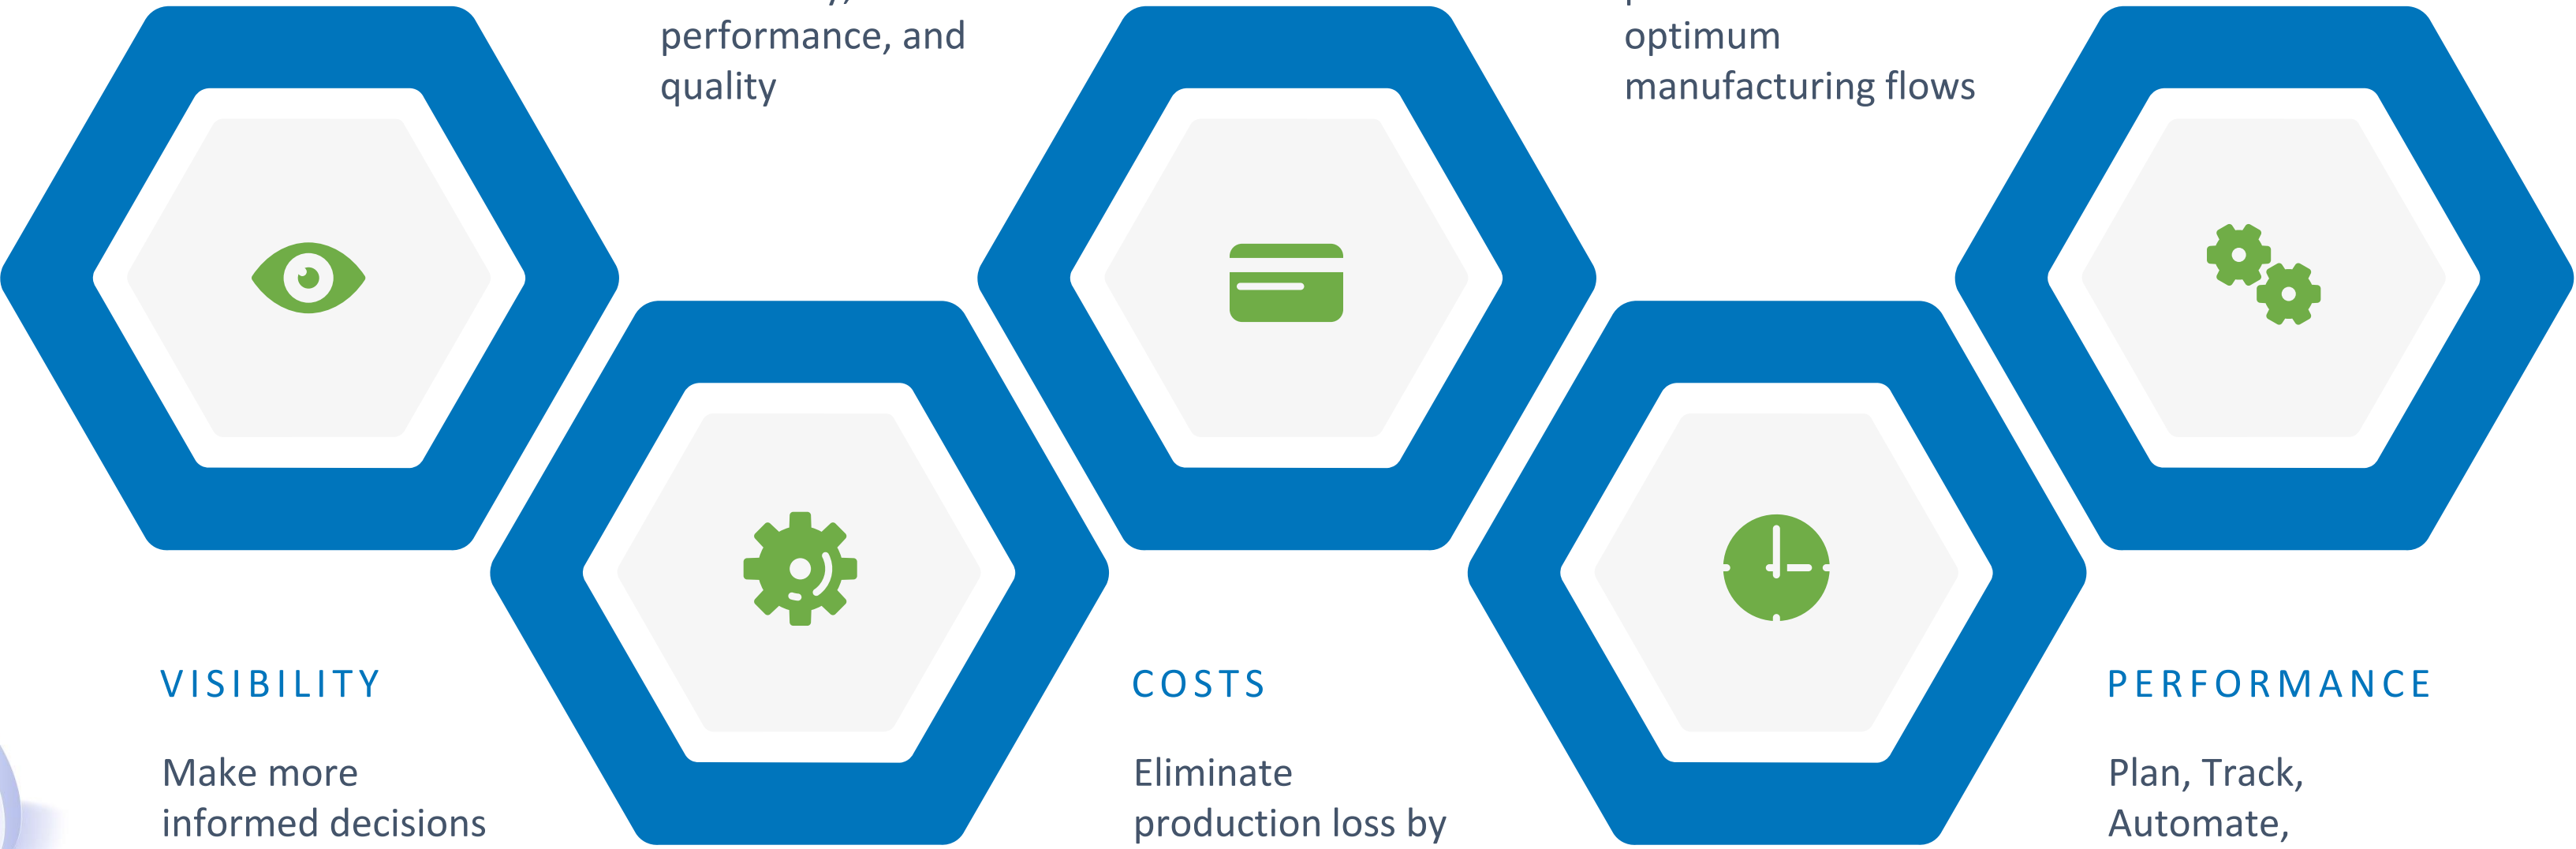 performance, and
quality
optimum
manufacturing flows
VISIBILITY
Make more
informed decisions
COSTS
Eliminate
production loss by
PERFORMANCE
Plan, Track,
Automate,